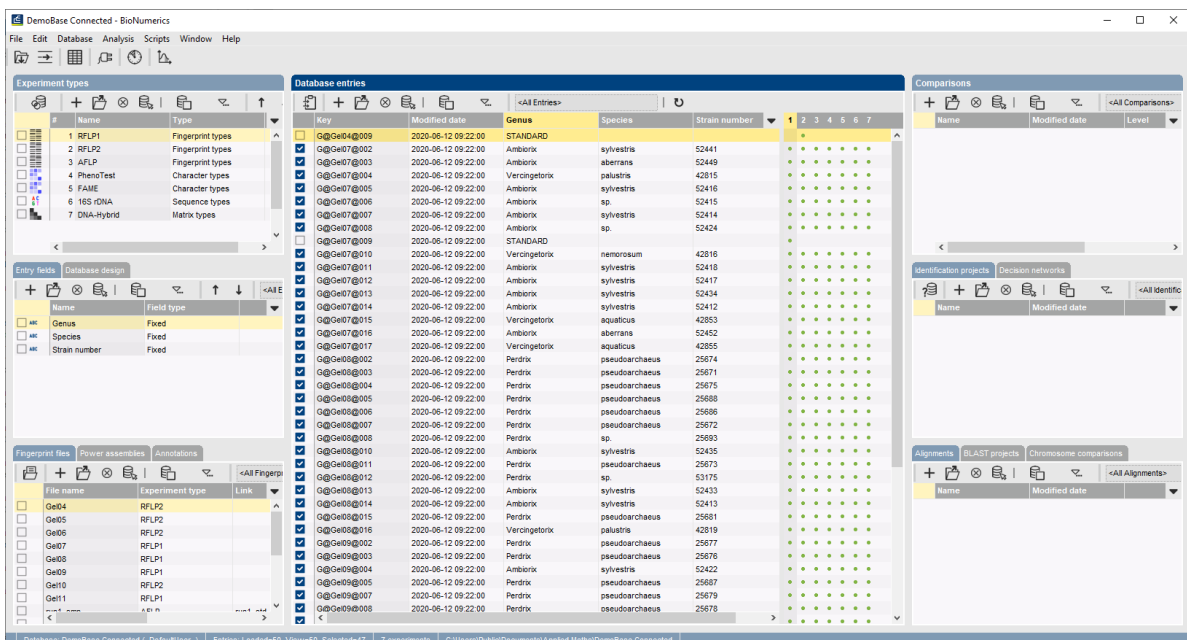 DemoBase Connected - BioNumerics
File Edit Database Analysis Scripts Window Help
Experiment types
# Name Type
1 RFLP1 Fingerprint types
2 RFLP2 Fingerprint types
3 AFLP Fingerprint types
4 PhenoTest Character types
5 FAME Character types
6 16S rDNA Sequence types
7 DNA-Hybrid Matrix types
Entry fields Database design
<All E
Name Field type
ABC Genus Fixed
ABC Species Fixed
ABC Strain number Fixed
Fingerprint files Power assemblies Annotations
<All Fingerpr
File name Experiment type Link
Gel04 RFLP2
Gel05 RFLP2
Gel06 RFLP2
Gel07 RFLP1
Gel08 RFLP1
Gel09 RFLP1
Gel10 RFLP2
Gel11 RFLP1
Database entries
<All Entries>
Key Modified date Genus Species Strain number 1 2 3 4 5 6 7
G@Gel04@009 2020-06-12 09:22:00 STANDARD
G@Gel07@002 2020-06-12 09:22:00 Ambiorix sylvestris 52441
G@Gel07@003 2020-06-12 09:22:00 Ambiorix aberrans 52449
G@Gel07@004 2020-06-12 09:22:00 Vercingetorix palustris 42815
G@Gel07@005 2020-06-12 09:22:00 Ambiorix sylvestris 52416
G@Gel07@006 2020-06-12 09:22:00 Ambiorix sp. 52415
G@Gel07@007 2020-06-12 09:22:00 Ambiorix sylvestris 52414
G@Gel07@008 2020-06-12 09:22:00 Ambiorix sp. 52424
G@Gel07@009 2020-06-12 09:22:00 STANDARD
G@Gel07@010 2020-06-12 09:22:00 Vercingetorix nemorosum 42816
G@Gel07@011 2020-06-12 09:22:00 Ambiorix sylvestris 52418
G@Gel07@012 2020-06-12 09:22:00 Ambiorix sylvestris 52417
G@Gel07@013 2020-06-12 09:22:00 Ambiorix sylvestris 52434
G@Gel07@014 2020-06-12 09:22:00 Ambiorix sylvestris 52412
G@Gel07@015 2020-06-12 09:22:00 Vercingetorix aquaticus 42853
G@Gel07@016 2020-06-12 09:22:00 Ambiorix aberrans 52452
G@Gel07@017 2020-06-12 09:22:00 Vercingetorix aquaticus 42855
G@Gel08@002 2020-06-12 09:22:00 Perdrix pseudoarchaeus 25674
G@Gel08@003 2020-06-12 09:22:00 Perdrix pseudoarchaeus 25671
G@Gel08@004 2020-06-12 09:22:00 Perdrix pseudoarchaeus 25675
G@Gel08@005 2020-06-12 09:22:00 Perdrix pseudoarchaeus 25688
G@Gel08@006 2020-06-12 09:22:00 Perdrix pseudoarchaeus 25686
G@Gel08@007 2020-06-12 09:22:00 Perdrix pseudoarchaeus 25672
G@Gel08@008 2020-06-12 09:22:00 Perdrix sp. 25693
G@Gel08@010 2020-06-12 09:22:00 Ambiorix sylvestris 52435
G@Gel08@011 2020-06-12 09:22:00 Perdrix pseudoarchaeus 25673
G@Gel08@012 2020-06-12 09:22:00 Perdrix sp. 53175
G@Gel08@013 2020-06-12 09:22:00 Ambiorix sylvestris 52433
G@Gel08@014 2020-06-12 09:22:00 Ambiorix sylvestris 52413
G@Gel08@015 2020-06-12 09:22:00 Perdrix pseudoarchaeus 25681
G@Gel08@016 2020-06-12 09:22:00 Vercingetorix palustris 42819
G@Gel09@002 2020-06-12 09:22:00 Perdrix pseudoarchaeus 25677
G@Gel09@003 2020-06-12 09:22:00 Perdrix pseudoarchaeus 25676
G@Gel09@004 2020-06-12 09:22:00 Ambiorix sylvestris 52422
G@Gel09@005 2020-06-12 09:22:00 Perdrix pseudoarchaeus 25687
G@Gel09@007 2020-06-12 09:22:00 Perdrix pseudoarchaeus 25679
G@Gel09@008 2020-06-12 09:22:00 Perdrix pseudoarchaeus 25678
Comparisons
<All Comparisons>
Name Modified date Level
Identification projects Decision networks
<All Identific
Name Modified date
Alignments BLAST projects Chromosome comparisons
<All Alignments>
Name Modified date